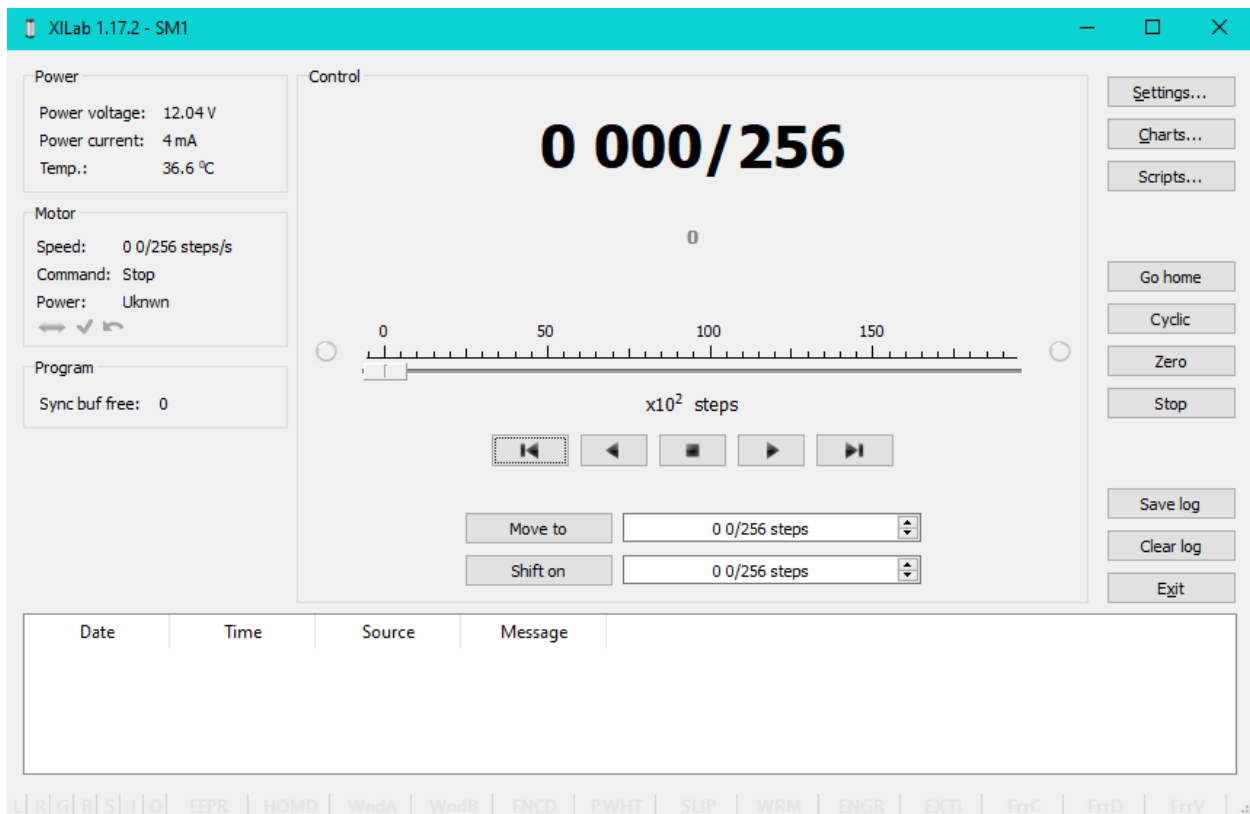 XILab 1.17.2 - SM1
Power
Power voltage: 12.04 V
Power current: 4 mA
Temp.: 36.6 ⁰C
Motor
Speed: 0 0/256 steps/s
Command: Stop
Power: Uknwn
Program
Sync buf free: 0
Control
0 000/256
0
0 50 100 150
x10² steps
Move to 0 0/256 steps
Shift on 0 0/256 steps
Settings...
Charts...
Scripts...
Go home
Cyclic
Zero
Stop
Save log
Clear log
Exit
Date Time Source Message
L R G B S I O EEPR HOMD WndA WndB ENCD PWHT SLIP WRM ENGR EXTI ErrC ErrD ErrV